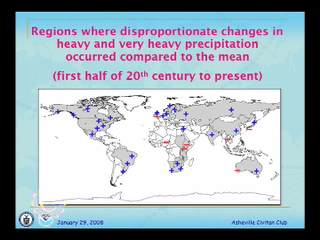 Regions where disproportionate changes in
heavy and very heavy precipitation
occurred compared to the mean
(first half of 20th century to present)
January 29, 2008
Asheville Civitan Club